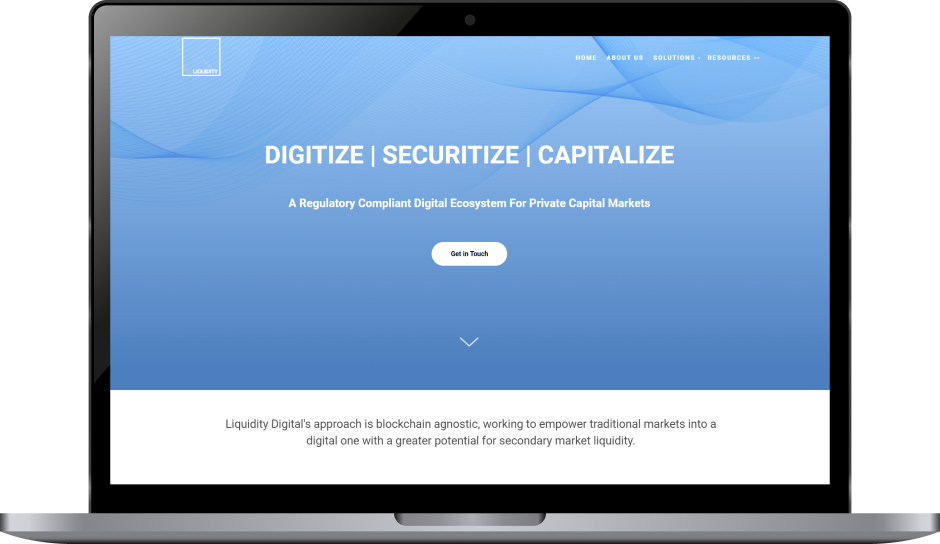 LIQUIDITY
HOME ABOUT US SOLUTIONS RESOURCES
DIGITIZE | SECURITIZE | CAPITALIZE
A Regulatory Compliant Digital Ecosystem For Private Capital Markets
Get in Touch
Liquidity Digital's approach is blockchain agnostic, working to empower traditional markets into a
digital one with a greater potential for secondary market liquidity.